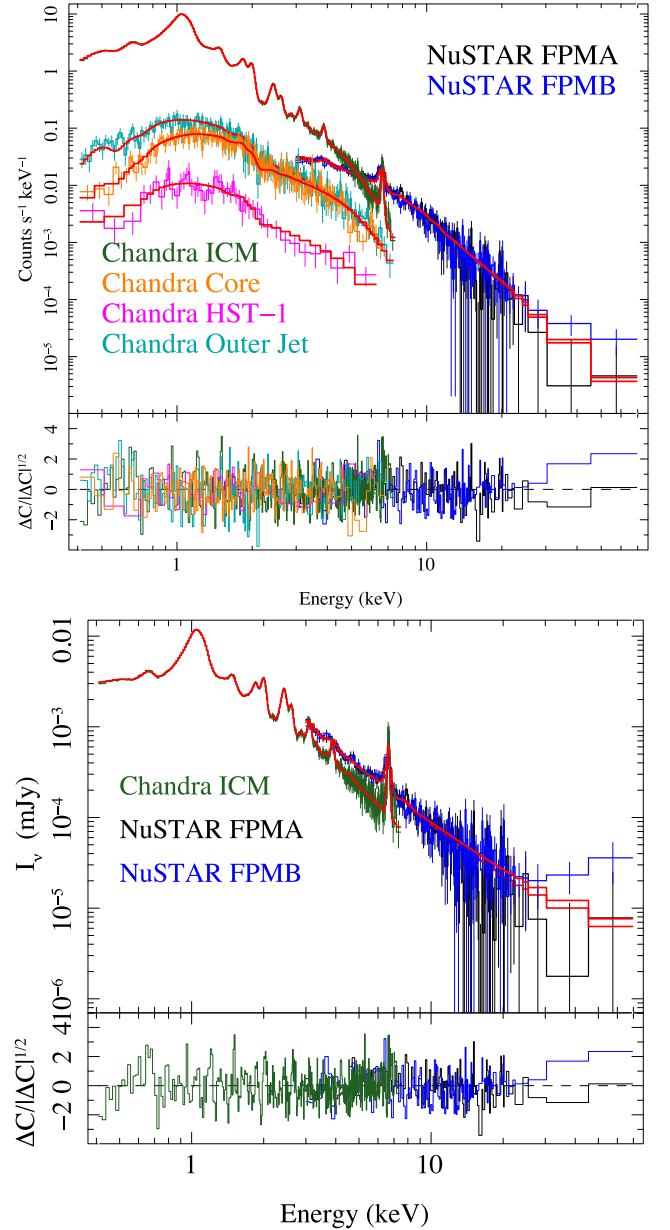 NuSTAR FPMA
NuSTAR FPMB
10
1
0.1
0.01
10⁻³
10⁻⁴
10⁻⁵
Counts s⁻¹ keV⁻¹
Chandra ICM
Chandra Core
Chandra HST−1
Chandra Outer Jet
4
2
0
−2
ΔC/|ΔC|¹/²
1 10
Energy (keV)
0.01
10⁻³
10⁻⁴
10⁻⁵
10⁻⁶
I_ν (mJy)
Chandra ICM
NuSTAR FPMA
NuSTAR FPMB
4
2
0
−2
ΔC/|ΔC|¹/²
1 10
Energy (keV)